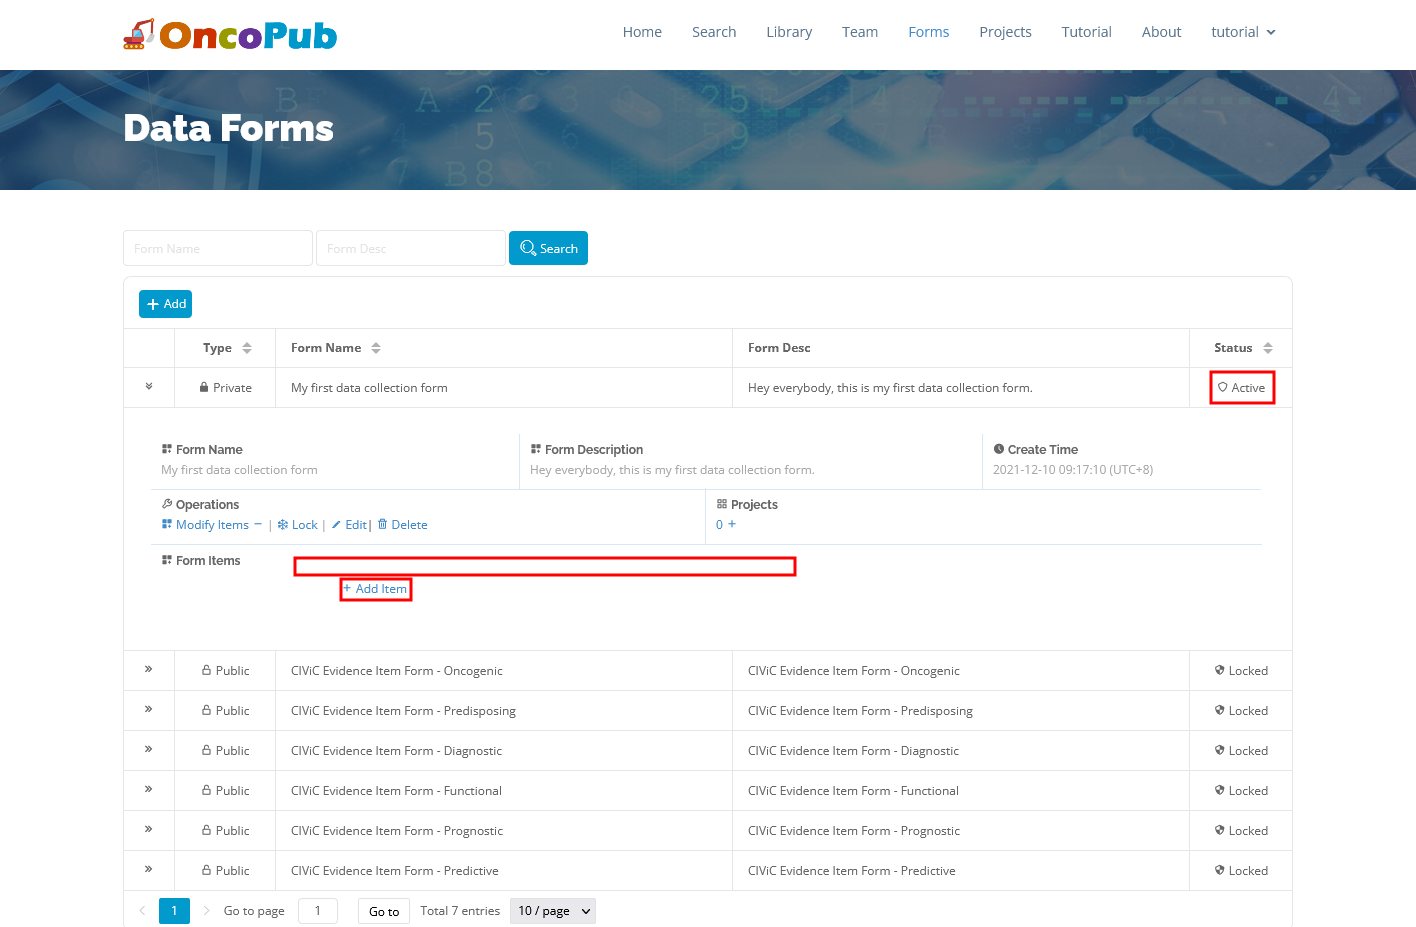 OncoPub
Home Search Library Team Forms Projects Tutorial About tutorial
Data Forms
Form Name Form Desc Search
+ Add
Type Form Name Form Desc Status
Private My first data collection form Hey everybody, this is my first data collection form. Active
Form Name Form Description Create Time
My first data collection form Hey everybody, this is my first data collection form. 2021-12-10 09:17:10 (UTC+8)
Operations Projects
Modify Items − | Lock | Edit| Delete 0 +
Form Items
+ Add Item
Public CIViC Evidence Item Form - Oncogenic CIViC Evidence Item Form - Oncogenic Locked
Public CIViC Evidence Item Form - Predisposing CIViC Evidence Item Form - Predisposing Locked
Public CIViC Evidence Item Form - Diagnostic CIViC Evidence Item Form - Diagnostic Locked
Public CIViC Evidence Item Form - Functional CIViC Evidence Item Form - Functional Locked
Public CIViC Evidence Item Form - Prognostic CIViC Evidence Item Form - Prognostic Locked
Public CIViC Evidence Item Form - Predictive CIViC Evidence Item Form - Predictive Locked
1 Go to page 1 Go to Total 7 entries 10 / page